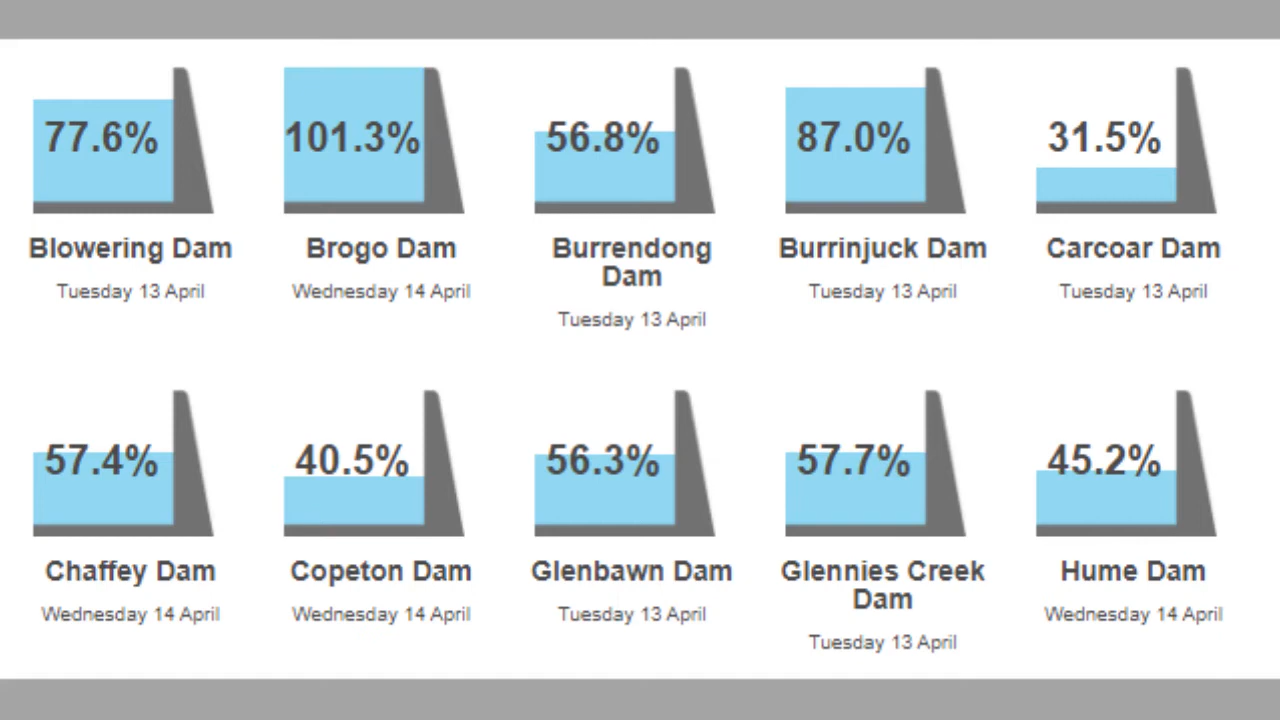 77.6%
101.3%
56.8%
87.0%
31.5%
Blowering Dam
Brogo Dam
Burrendong
Dam
Burrinjuck Dam
Carcoar Dam
Tuesday 13 April
Wednesday 14 April
Tuesday 13 April
Tuesday 13 April
Tuesday 13 April
57.4%
40.5%
56.3%
57.7%
45.2%
Chaffey Dam
Copeton Dam
Glenbawn Dam
Glennies Creek
Dam
Hume Dam
Wednesday 14 April
Wednesday 14 April
Tuesday 13 April
Tuesday 13 April
Wednesday 14 April